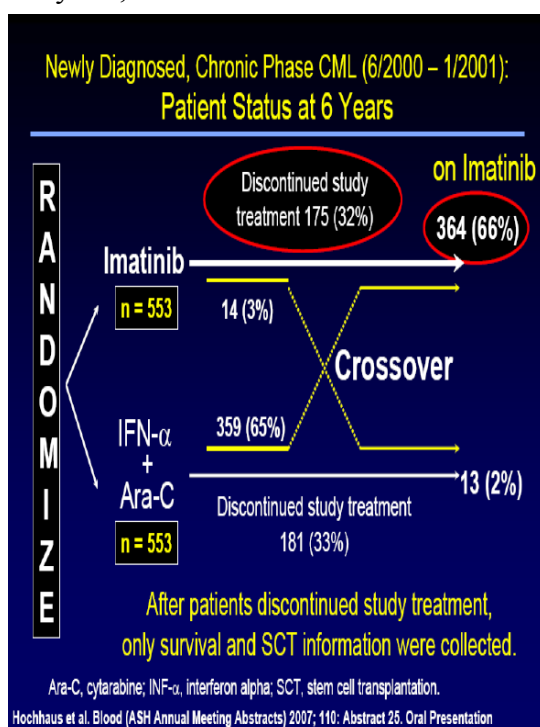 Newly Diagnosed, Chronic Phase CML (6/2000 – 1/2001):
Patient Status at 6 Years
RANDOMIZE
Discontinued study
treatment 175 (32%)
on Imatinib
364 (66%)
Imatinib
n = 553
14 (3%)
Crossover
359 (65%)
IFN-α
+
Ara-C
n = 553
13 (2%)
Discontinued study treatment
181 (33%)
After patients discontinued study treatment,
only survival and SCT information were collected.
Ara-C, cytarabine; INF-α, interferon alpha; SCT, stem cell transplantation.
Hochhaus et al. Blood (ASH Annual Meeting Abstracts) 2007; 110: Abstract 25. Oral Presentation